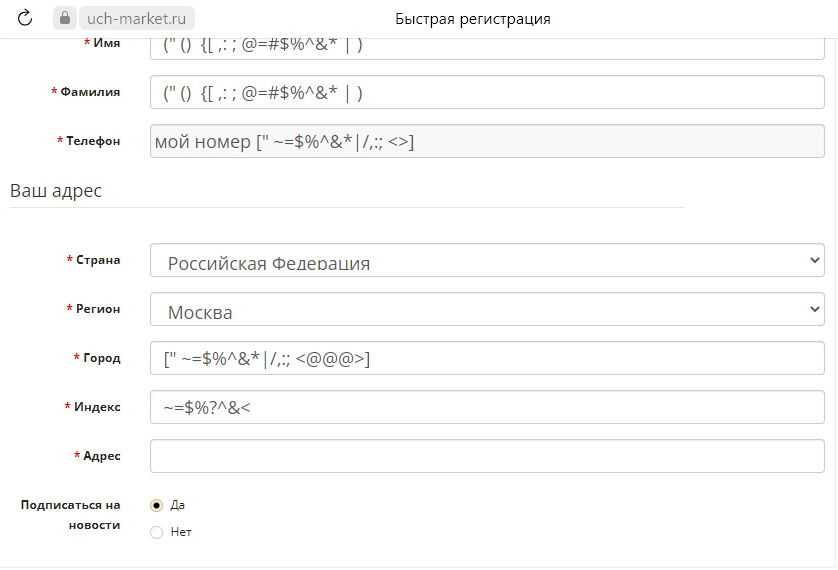 uch-market.ru Быстрая регистрация
* Имя (" () {[ ,: ; @=#$%^&* | )
* Фамилия (" () {[ ,: ; @=#$%^&* | )
* Телефон мой номер [" ~=$%^&*|/,:; <>]
Ваш адрес
* Страна Российская Федерация
* Регион Москва
* Город [" ~=$%^&*|/,:; <@@@>]
* Индекс ~=$%?^&<
* Адрес
Подписаться на
новости
Да
Нет